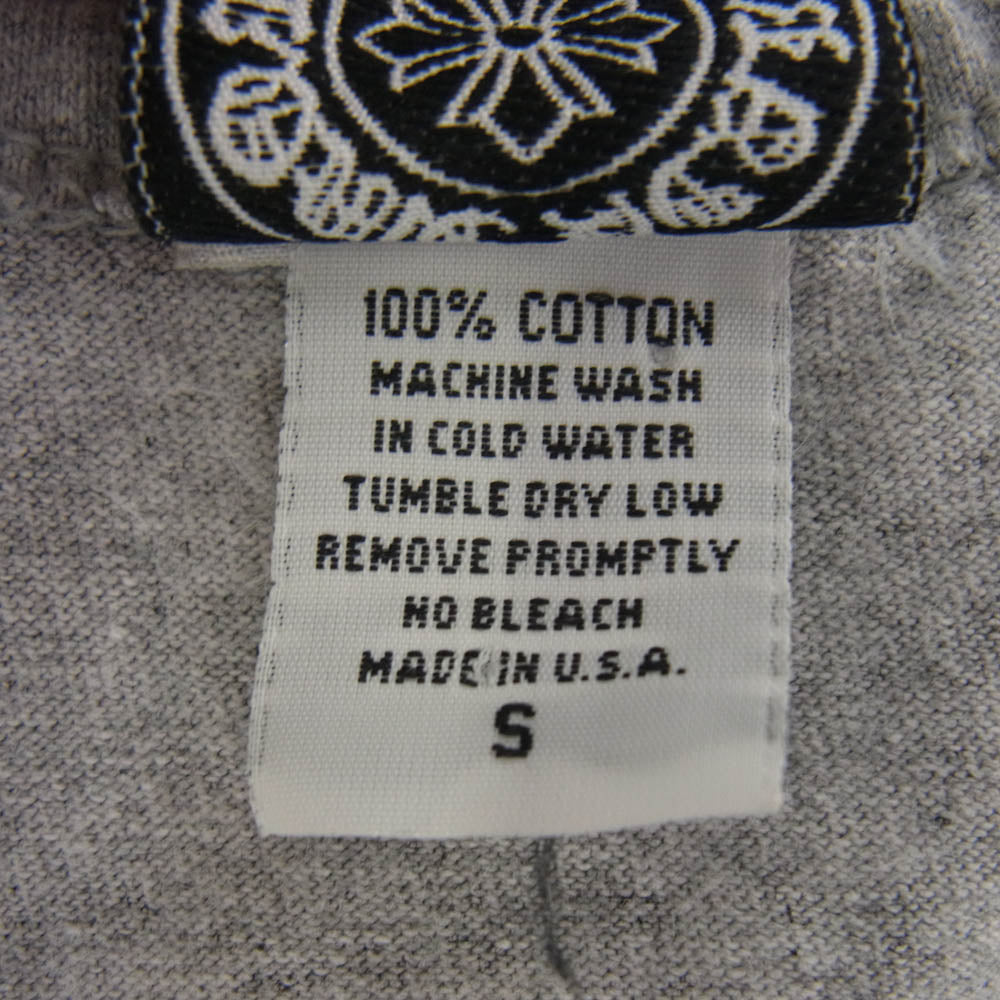 100% COTTON
MACHINE WASH
IN COLD WATER
TUMBLE DRY LOW
REMOVE PROMPTLY
NO BLEACH
MADE IN U.S.A.
S